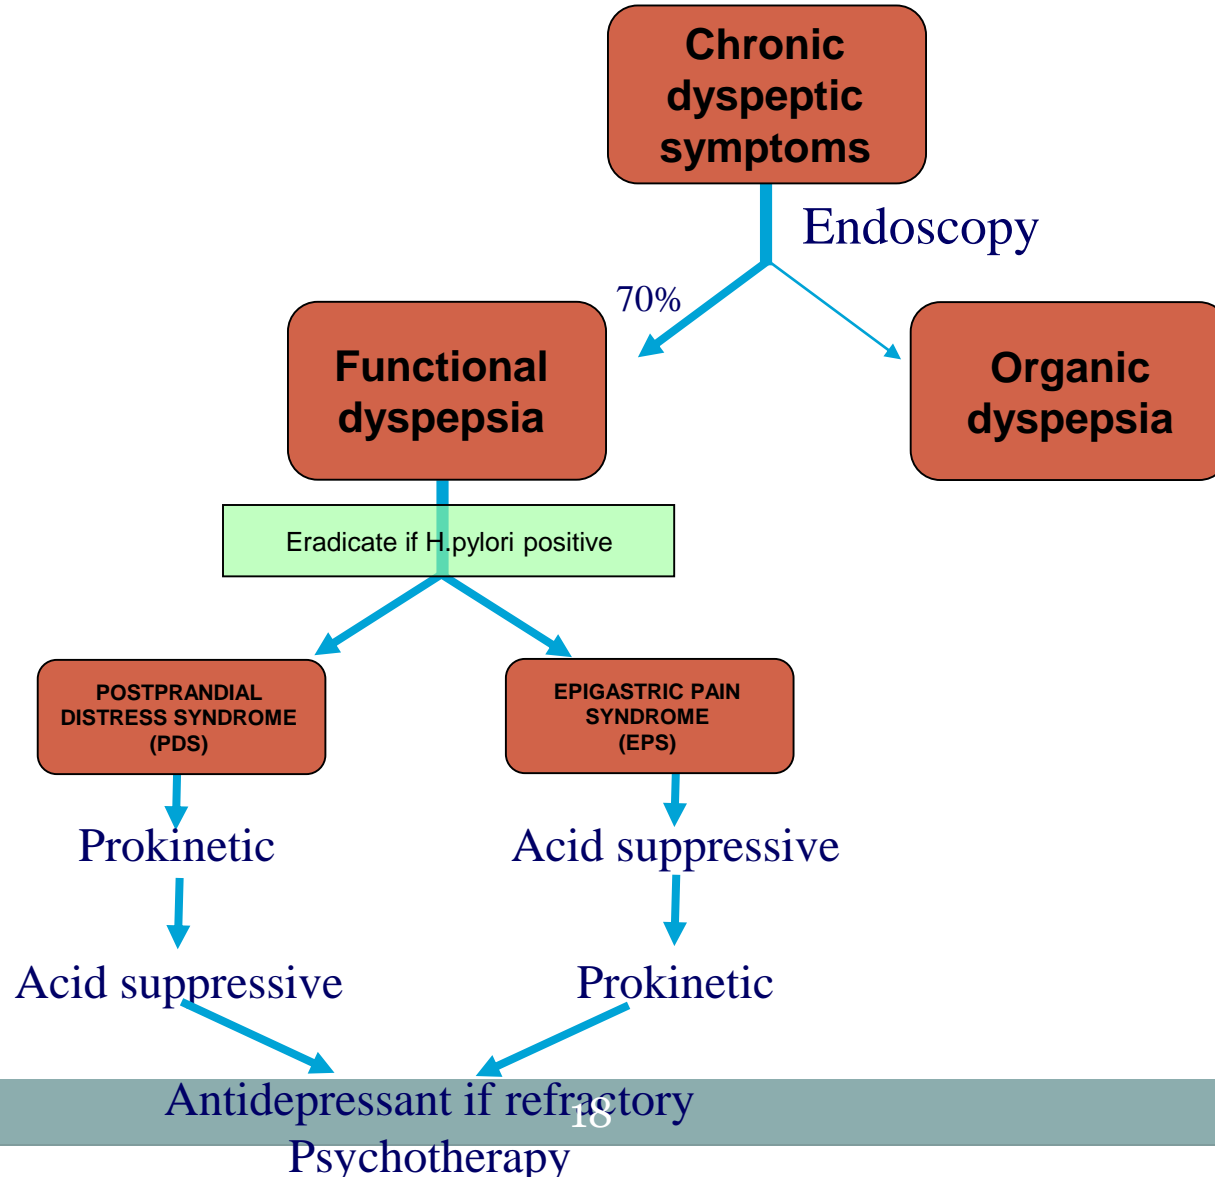 Chronic
dyspeptic
symptoms
Endoscopy
70%
Functional
dyspepsia
Organic
dyspepsia
Eradicate if H.pylori positive
POSTPRANDIAL
DISTRESS SYNDROME
(PDS)
EPIGASTRIC PAIN
SYNDROME
(EPS)
Prokinetic
Acid suppressive
Acid suppressive
Prokinetic
Antidepressant if refractory
18
Psychotherapy